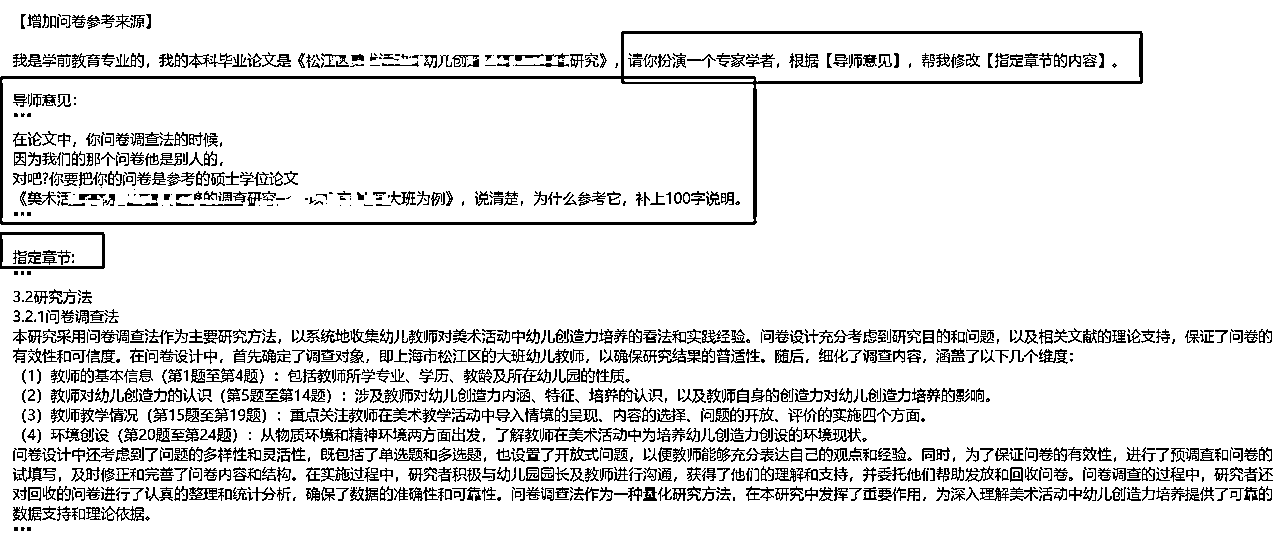 【增加问卷参考来源】
我是学前教育专业的，我的本科毕业论文是《松江区 幼儿创 研究》，请你扮演一个专家学者，根据【导师意见】，帮我修改【指定章节的内容】。
导师意见：
"""
在论文中，你问卷调查法的时候，
因为我们的那个问卷他是别人的，
对吧?你要把你的问卷是参考的硕士学位论文
《美术活 的调查研究 大班为例》，说清楚，为什么参考它，补上100字说明。
"""
指定章节:
"""
3.2研究方法
3.2.1问卷调查法
本研究采用问卷调查法作为主要研究方法，以系统地收集幼儿教师对美术活动中幼儿创造力培养的看法和实践经验。问卷设计充分考虑到研究目的和问题，以及相关文献的理论支持，保证了问卷的
有效性和可信度。在问卷设计中，首先确定了调查对象，即上海市松江区的大班幼儿教师，以确保研究结果的普适性。随后，细化了调查内容，涵盖了以下几个维度：
（1）教师的基本信息（第1题至第4题）：包括教师所学专业、学历、教龄及所在幼儿园的性质。
（2）教师对幼儿创造力的认识（第5题至第14题）：涉及教师对幼儿创造力内涵、特征、培养的认识，以及教师自身的创造力对幼儿创造力培养的影响。
（3）教师教学情况（第15题至第19题）：重点关注教师在美术教学活动中导入情境的呈现、内容的选择、问题的开放、评价的实施四个方面。
（4）环境创设（第20题至第24题）：从物质环境和精神环境两方面出发，了解教师在美术活动中为培养幼儿创造力创设的环境现状。
问卷设计中还考虑到了问题的多样性和灵活性，既包括了单选题和多选题，也设置了开放式问题，以便教师能够充分表达自己的观点和经验。同时，为了保证问卷的有效性，进行了预调查和问卷的
试填写，及时修正和完善了问卷内容和结构。在实施过程中，研究者积极与幼儿园园长及教师进行沟通，获得了他们的理解和支持，并委托他们帮助发放和回收问卷。问卷调查的过程中，研究者还
对回收的问卷进行了认真的整理和统计分析，确保了数据的准确性和可靠性。问卷调查法作为一种量化研究方法，在本研究中发挥了重要作用，为深入理解美术活动中幼儿创造力培养提供了可靠的
数据支持和理论依据。
"""